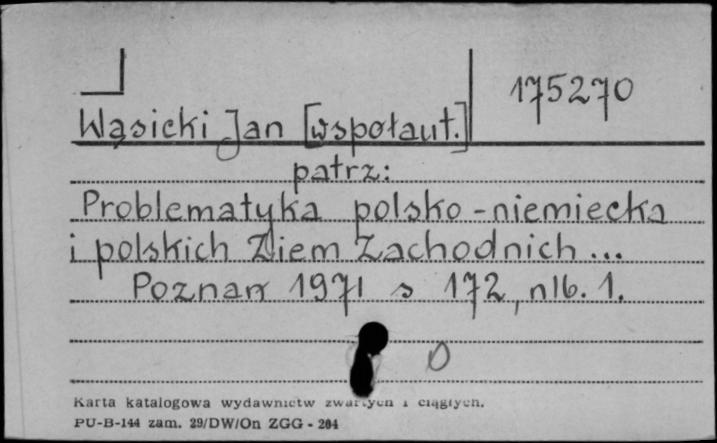 175270
Wąsicki Jan [współaut.]
patrz:
Problematyka polsko-niemiecka
i polskich Ziem Zachodnich ...
Poznań 1971 s 172, nlb. 1.
0
Karta katalogowa wydawnictw zwartych i ciągłych.
PU-B-144 zam. 29/DW/On ZGG - 204